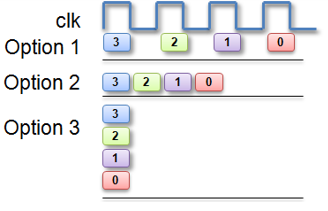 clk
Option 1 3 2 1 0
Option 2 3 2 1 0
Option 3 3
2
1
0